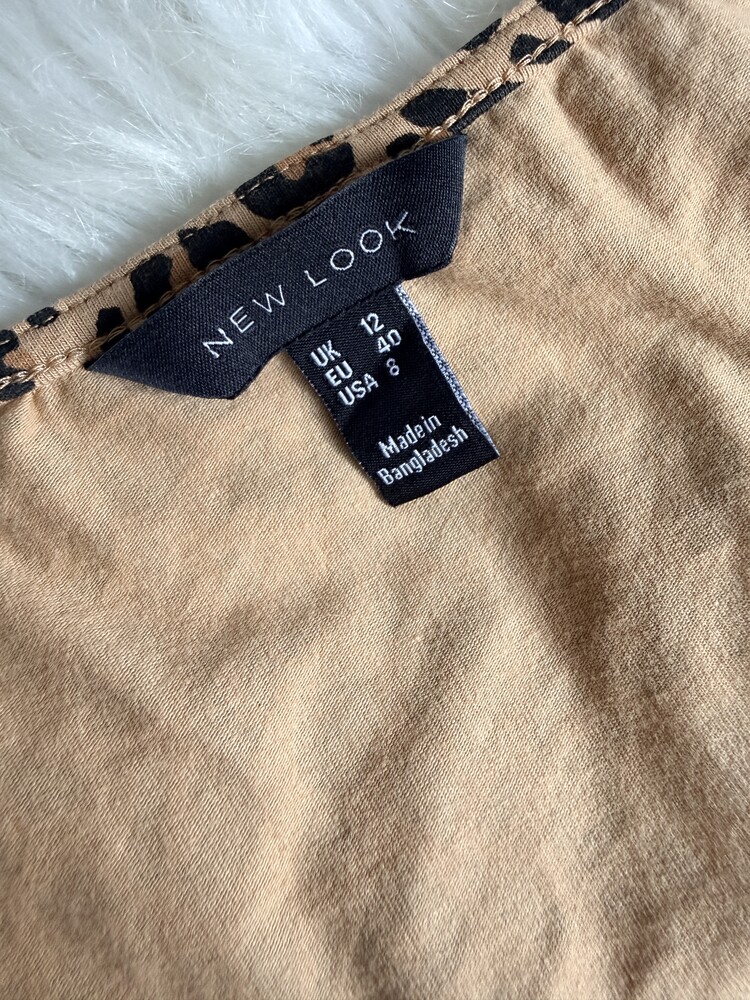 NEW LOOK
UK 12
EU 40
USA 8
Made in
Bangladesh